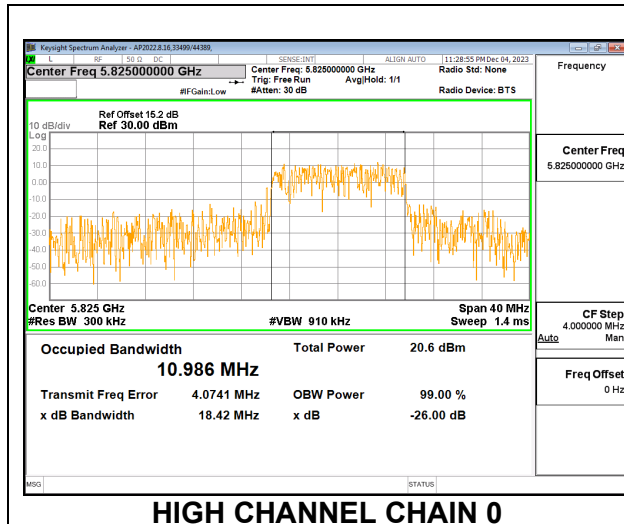 Keysight Spectrum Analyzer - AP2022.8.16,33499/44389,
L RF 50 Ω DC SENSE:INT ALIGN AUTO 11:28:55 PM Dec 04, 2023
Center Freq 5.825000000 GHz
Center Freq: 5.825000000 GHz
Radio Std: None
Trig: Free Run Avg|Hold: 1/1
#IFGain:Low #Atten: 30 dB Radio Device: BTS
Ref Offset 15.2 dB
10 dB/div Ref 30.00 dBm
Log
20.0
10.0
0.00
-10.0
-20.0
-30.0
-40.0
-50.0
-60.0
Center 5.825 GHz Span 40 MHz
#Res BW 300 kHz #VBW 910 kHz Sweep 1.4 ms
Occupied Bandwidth Total Power 20.6 dBm
10.986 MHz
Transmit Freq Error 4.0741 MHz OBW Power 99.00 %
x dB Bandwidth 18.42 MHz x dB -26.00 dB
MSG STATUS
Frequency
Center Freq
5.825000000 GHz
CF Step
4.000000 MHz
Auto Man
Freq Offset
0 Hz
HIGH CHANNEL CHAIN 0